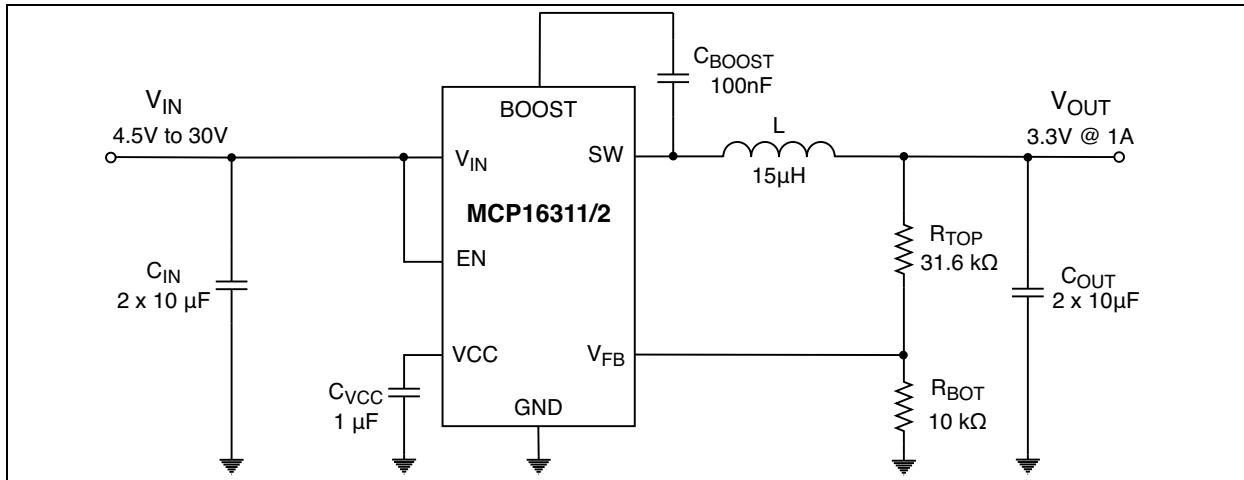 C_BOOST
100nF
V_IN
4.5V to 30V
BOOST
V_IN
SW
L
15µH
V_OUT
3.3V @ 1A
MCP16311/2
EN
C_IN
2 x 10 µF
R_TOP
31.6 kΩ
C_OUT
2 x 10µF
VCC
V_FB
C_VCC
1 µF
GND
R_BOT
10 kΩ